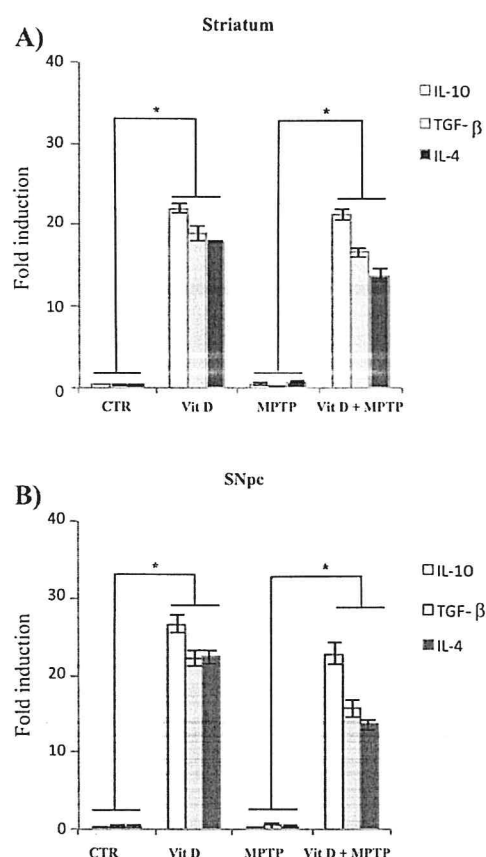 A)
Striatum
40
30
20
10
0
Fold induction
*
*
IL-10
TGF-β
IL-4
CTR
Vit D
MPTP
Vit D + MPTP
B)
SNpc
40
30
20
10
0
Fold induction
*
*
IL-10
TGF-β
IL-4
CTR
Vit D
MPTP
Vit D + MPTP